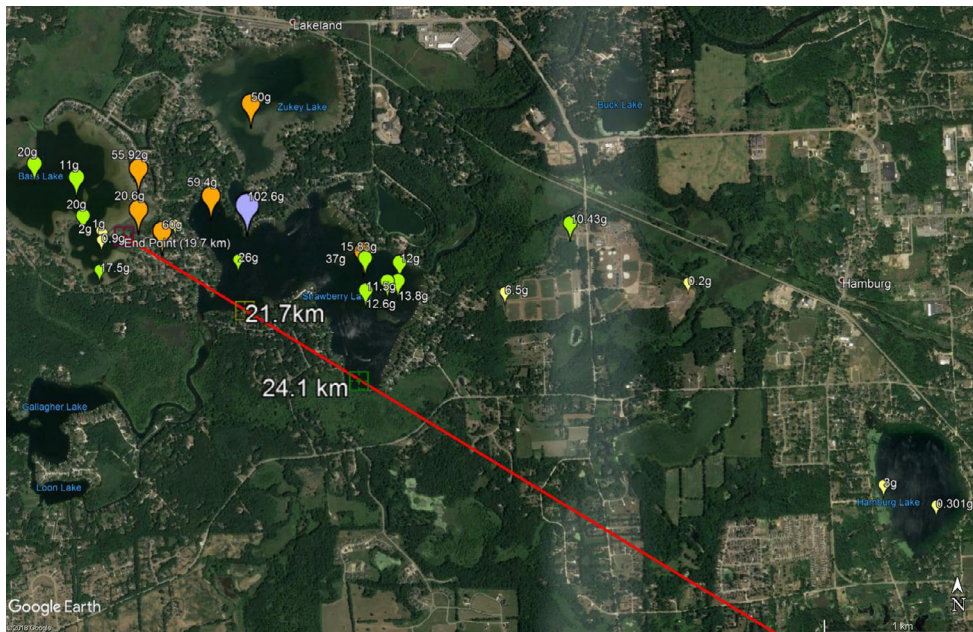 Lakeland
50g
Zukey Lake
Buck Lake
20g
55.92g
11g
Bass Lake
59.4g
102.6g
20.6g
20g
1g
2g
60g
10.43g
0.9g
End Point (19.7 km)
15.83g
26g
37g
12g
17.5g
0.2g
Hamburg
6.5g
11.5g
13.8g
12.6g
21.7km
24.1 km
Gallagher Lake
Loon Lake
3g
Hamburg Lake
0.301g
N
Google Earth
©2018 Google
1 km